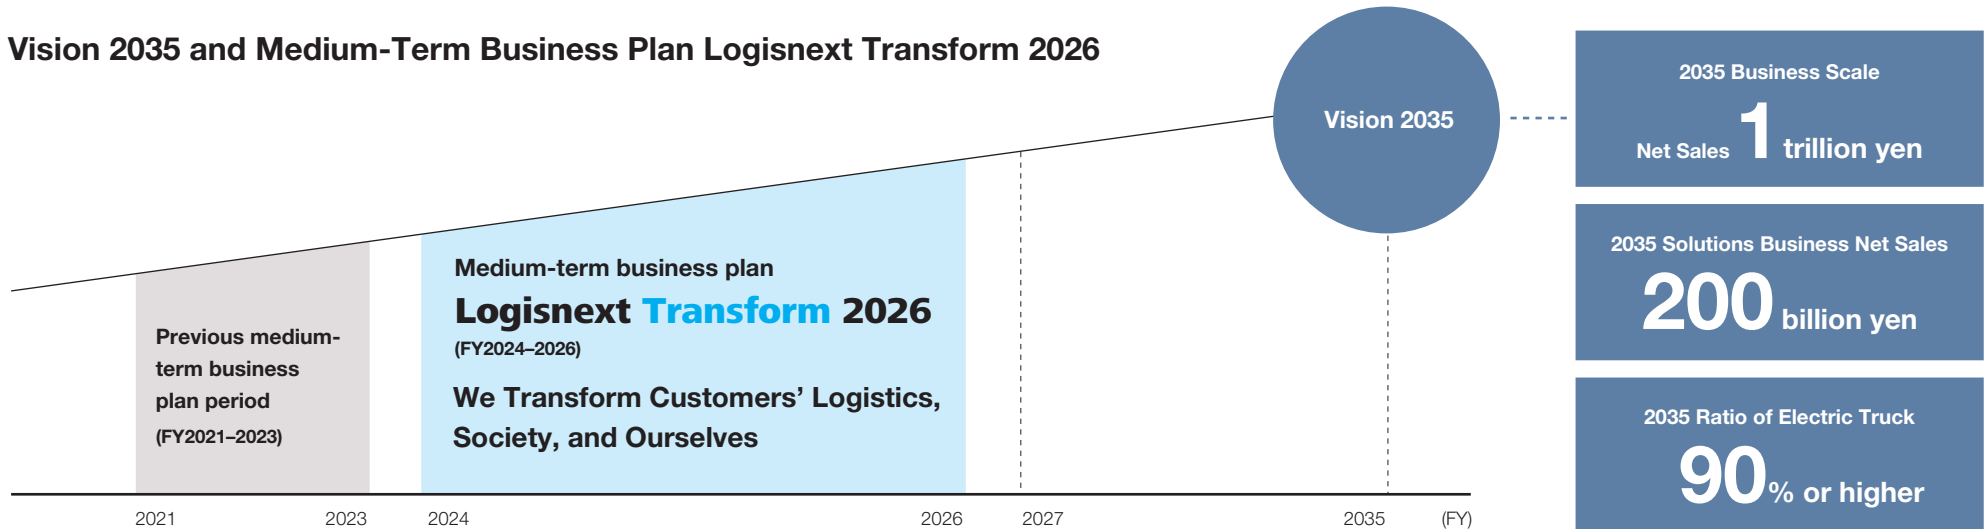 Vision 2035 and Medium-Term Business Plan Logisnext Transform 2026
Previous medium-
term business
plan period
(FY2021–2023)
Medium-term business plan
Logisnext Transform 2026
(FY2024–2026)
We Transform Customers’ Logistics,
Society, and Ourselves
Vision 2035
2035 Business Scale
Net Sales 1 trillion yen
2035 Solutions Business Net Sales
200 billion yen
2035 Ratio of Electric Truck
90% or higher
2021 2023 2024 2026 2027 2035 (FY)